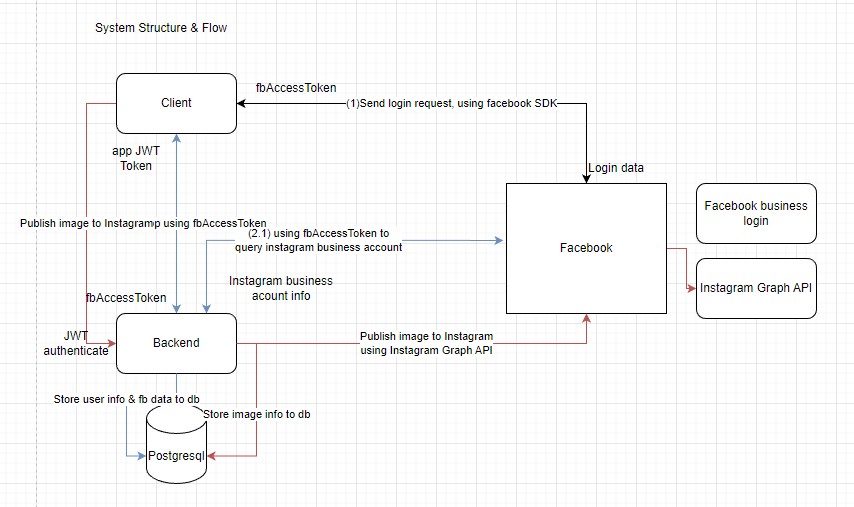 System Structure & Flow
fbAccessToken
Client
(1)Send login request, using facebook SDK
app JWT
Token
Login data
Facebook business
login
Publish image to Instagramp using fbAccessToken
(2.1) using fbAccessToken to
query instagram business account
Facebook
Instagram business
acount info
Instagram Graph API
fbAccessToken
JWT
authenticate
Backend
Publish image to Instagram
using Instagram Graph API
Store user info & fb data to db
Store image info to db
Postgresql